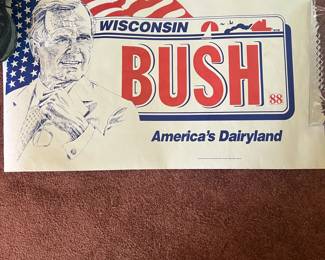 WISCONSIN
BUSH
88
America's Dairyland